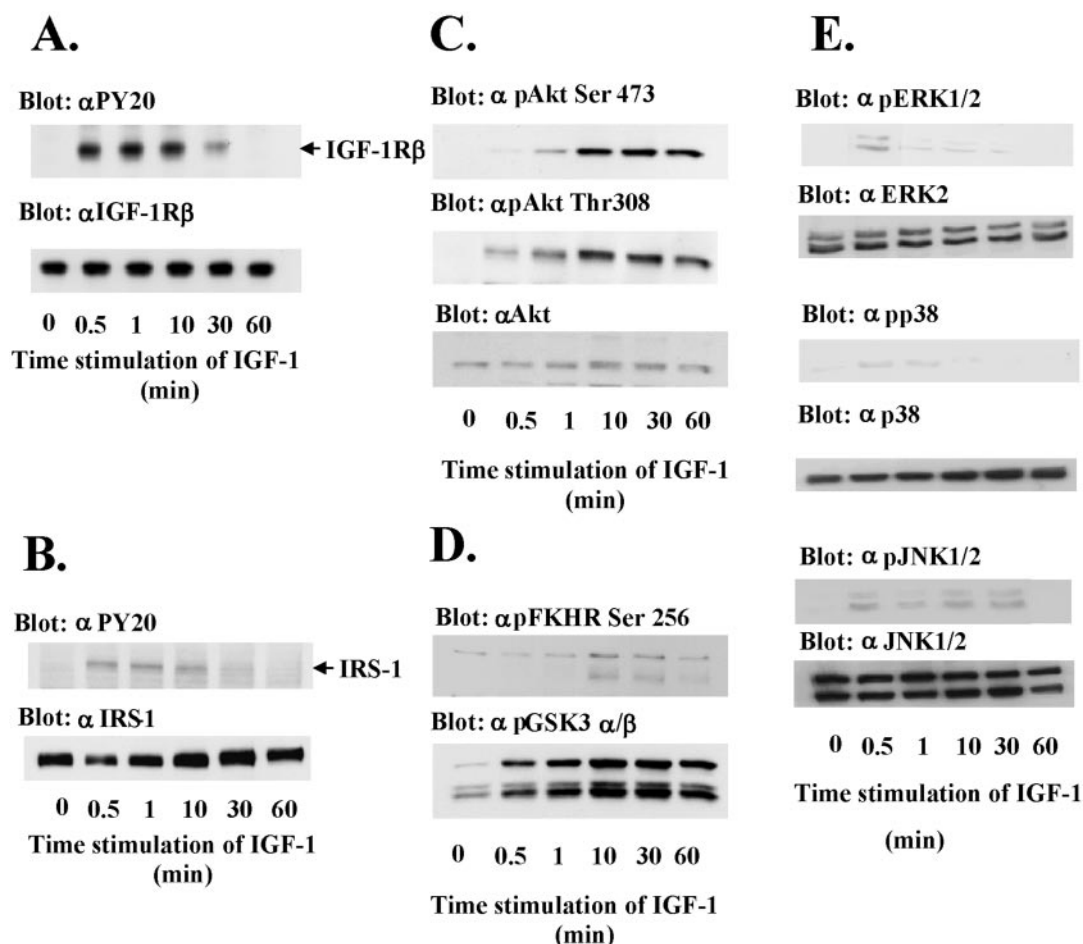 A.
Blot: αPY20
IGF-1Rβ
Blot: αIGF-1Rβ
0 0.5 1 10 30 60
Time stimulation of IGF-1
(min)
B.
Blot: α PY20
IRS-1
Blot: α IRS-1
0 0.5 1 10 30 60
Time stimulation of IGF-1
(min)
C.
Blot: α pAkt Ser 473
Blot: αpAkt Thr308
Blot: αAkt
0 0.5 1 10 30 60
Time stimulation of IGF-1
(min)
D.
Blot: αpFKHR Ser 256
Blot: α pGSK3 α/β
0 0.5 1 10 30 60
Time stimulation of IGF-1
(min)
E.
Blot: α pERK1/2
Blot: α ERK2
Blot: α pp38
Blot: α p38
Blot: α pJNK1/2
Blot: α JNK1/2
0 0.5 1 10 30 60
Time stimulation of IGF-1
(min)